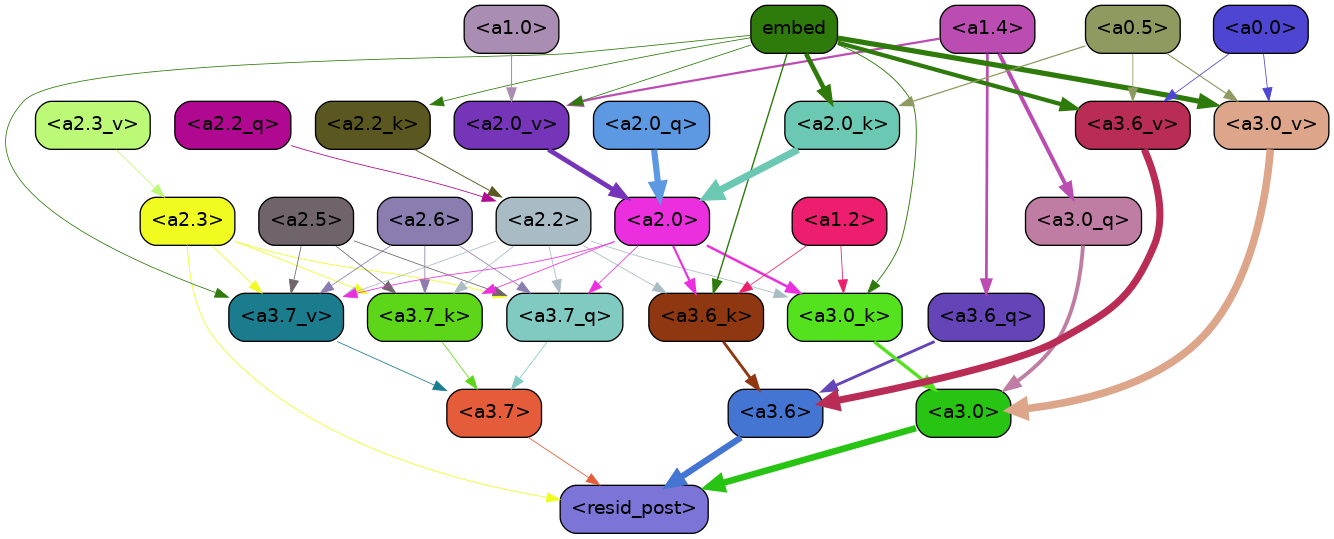 <a1.0>
embed
<a1.4>
<a0.5>
<a0.0>
<a2.3_v>
<a2.2_q>
<a2.2_k>
<a2.0_v>
<a2.0_q>
<a2.0_k>
<a3.6_v>
<a3.0_v>
<a2.3>
<a2.5>
<a2.6>
<a2.2>
<a2.0>
<a1.2>
<a3.0_q>
<a3.7_v>
<a3.7_k>
<a3.7_q>
<a3.6_k>
<a3.0_k>
<a3.6_q>
<a3.7>
<a3.6>
<a3.0>
<resid_post>